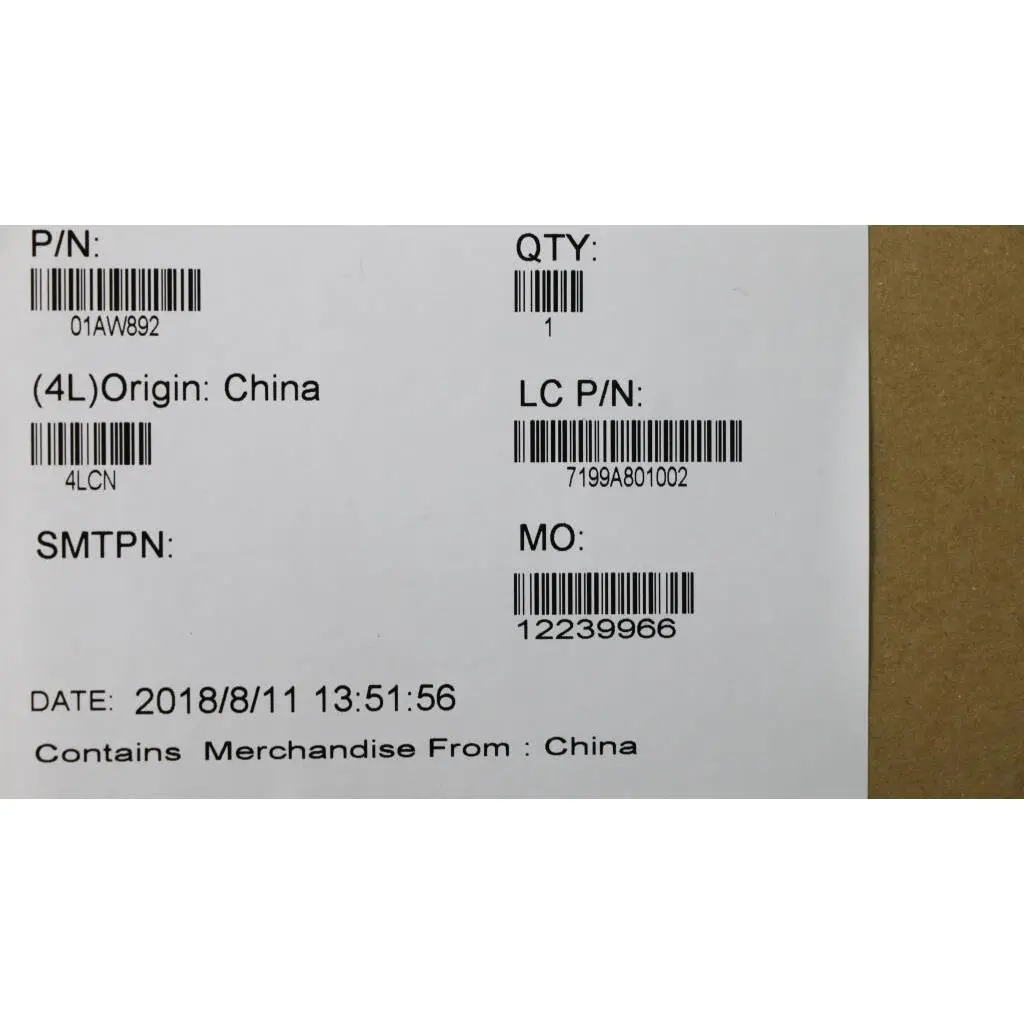 P/N:
QTY:
01AW892
1
(4L)Origin: China
LC P/N:
4LCN
7199A801002
SMTPN:
MO:
12239966
DATE: 2018/8/11 13:51:56
Contains Merchandise From : China